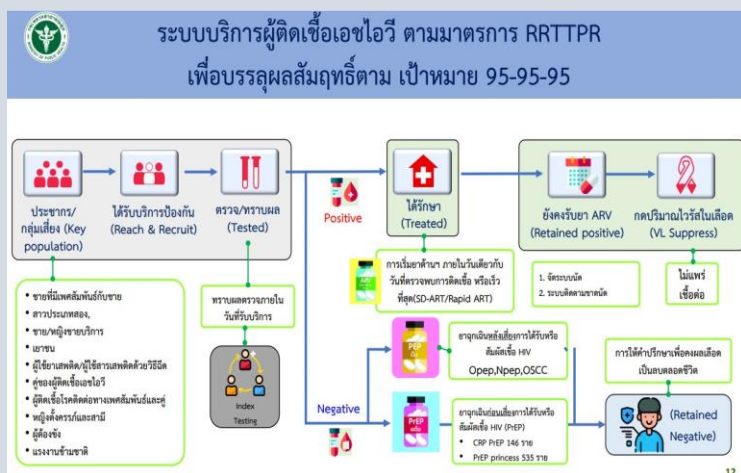 ระบบบริการผู้ติดเชื้อเอชไอวี ตามมาตรการ RRTTPR
เพื่อบรรลุผลสัมฤทธิ์ตาม เป้าหมาย 95-95-95
ประชากร/
กลุ่มเสี่ยง (Key
population)
ได้รับบริการป้องกัน
(Reach & Recruit)
ตรวจ/ทราบผล
(Tested)
Positive
ได้รักษา
(Treated)
ยังคงรับยา ARV
(Retained positive)
กดปริมาณไวรัสในเลือด
(VL Suppress)
• ชายที่มีเพศสัมพันธ์กับชาย
• สาวประเภทสอง,
• ชาย/หญิงขายบริการ
• เยาวชน
• ผู้ใช้ยาเสพติด/ผู้ใช้สารเสพติดด้วยวิธีฉีด
• คู่ของผู้ติดเชื้อเอชไอวี
• ผู้ติดเชื้อโรคติดต่อทางเพศสัมพันธ์และคู่
• หญิงตั้งครรภ์และสามี
• ผู้ต้องขัง
• แรงงานข้ามชาติ
ทราบผลตรวจภายใน
วันที่รับบริการ
Index
Testing
การเริ่มยาต้านฯ ภายในวันเดียวกับ
วันที่ตรวจพบการติดเชื้อ หรือเร็ว
ที่สุด(SD-ART/Rapid ART)
1. จัดระบบนัด
2. ระบบติดตามขาดนัด
ไม่แพร่
เชื้อต่อ
Negative
PEP
ยาฉุกเฉินหลังเสี่ยงการได้รับหรือ
สัมผัสเชื้อ HIV
Opep,Npep,OSCC
PrEP
ยาฉุกเฉินก่อนเสี่ยงการได้รับหรือ
สัมผัสเชื้อ HIV (PrEP)
• CRP PrEP 146 ราย
• PrEP princess 535 ราย
การให้คำปรึกษาเพื่อคงผลเลือด
เป็นลบตลอดชีวิต
(Retained
Negative)
12